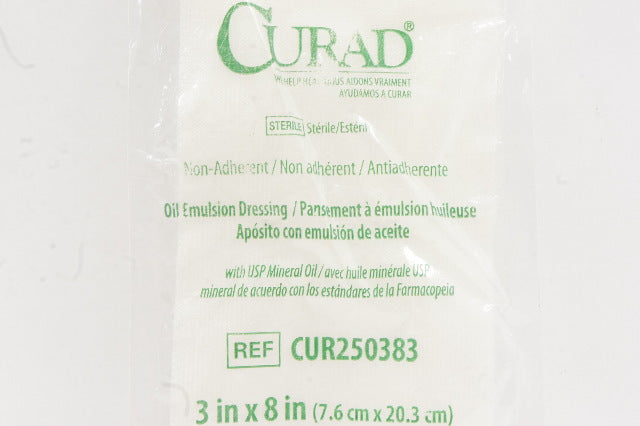 CURAD®
AIDONS VRAIMENT
AYUDAMOS A CURAR
STERILE Stérile/Estéril
Non-Adherent / Non adhérent / Antiadherente
Oil Emulsion Dressing / Pansement à émulsion huileuse
Apósito con emulsión de aceite
with USP Mineral Oil / avec huile minérale USP
mineral de acuerdo con los estándares de la Farmacopeia
REF CUR250383
3 in x 8 in (7.6 cm x 20.3 cm)